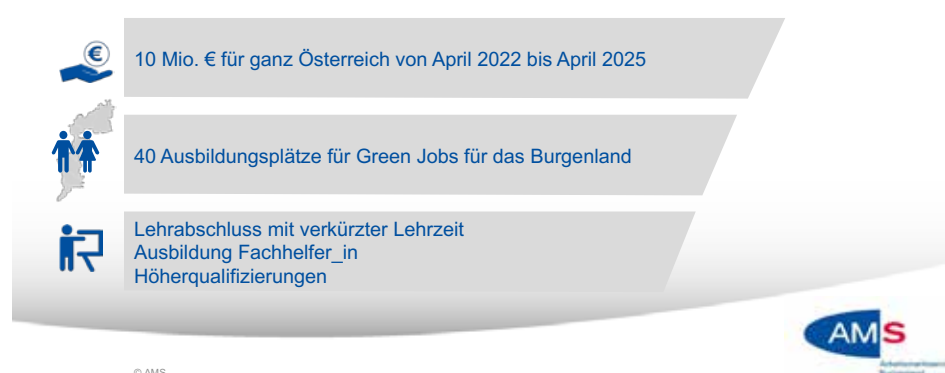 €
10 Mio. € für ganz Österreich von April 2022 bis April 2025
40 Ausbildungsplätze für Green Jobs für das Burgenland
Lehrabschluss mit verkürzter Lehrzeit
Ausbildung Fachhelfer_in
Höherqualifizierungen
AMS
© AMS